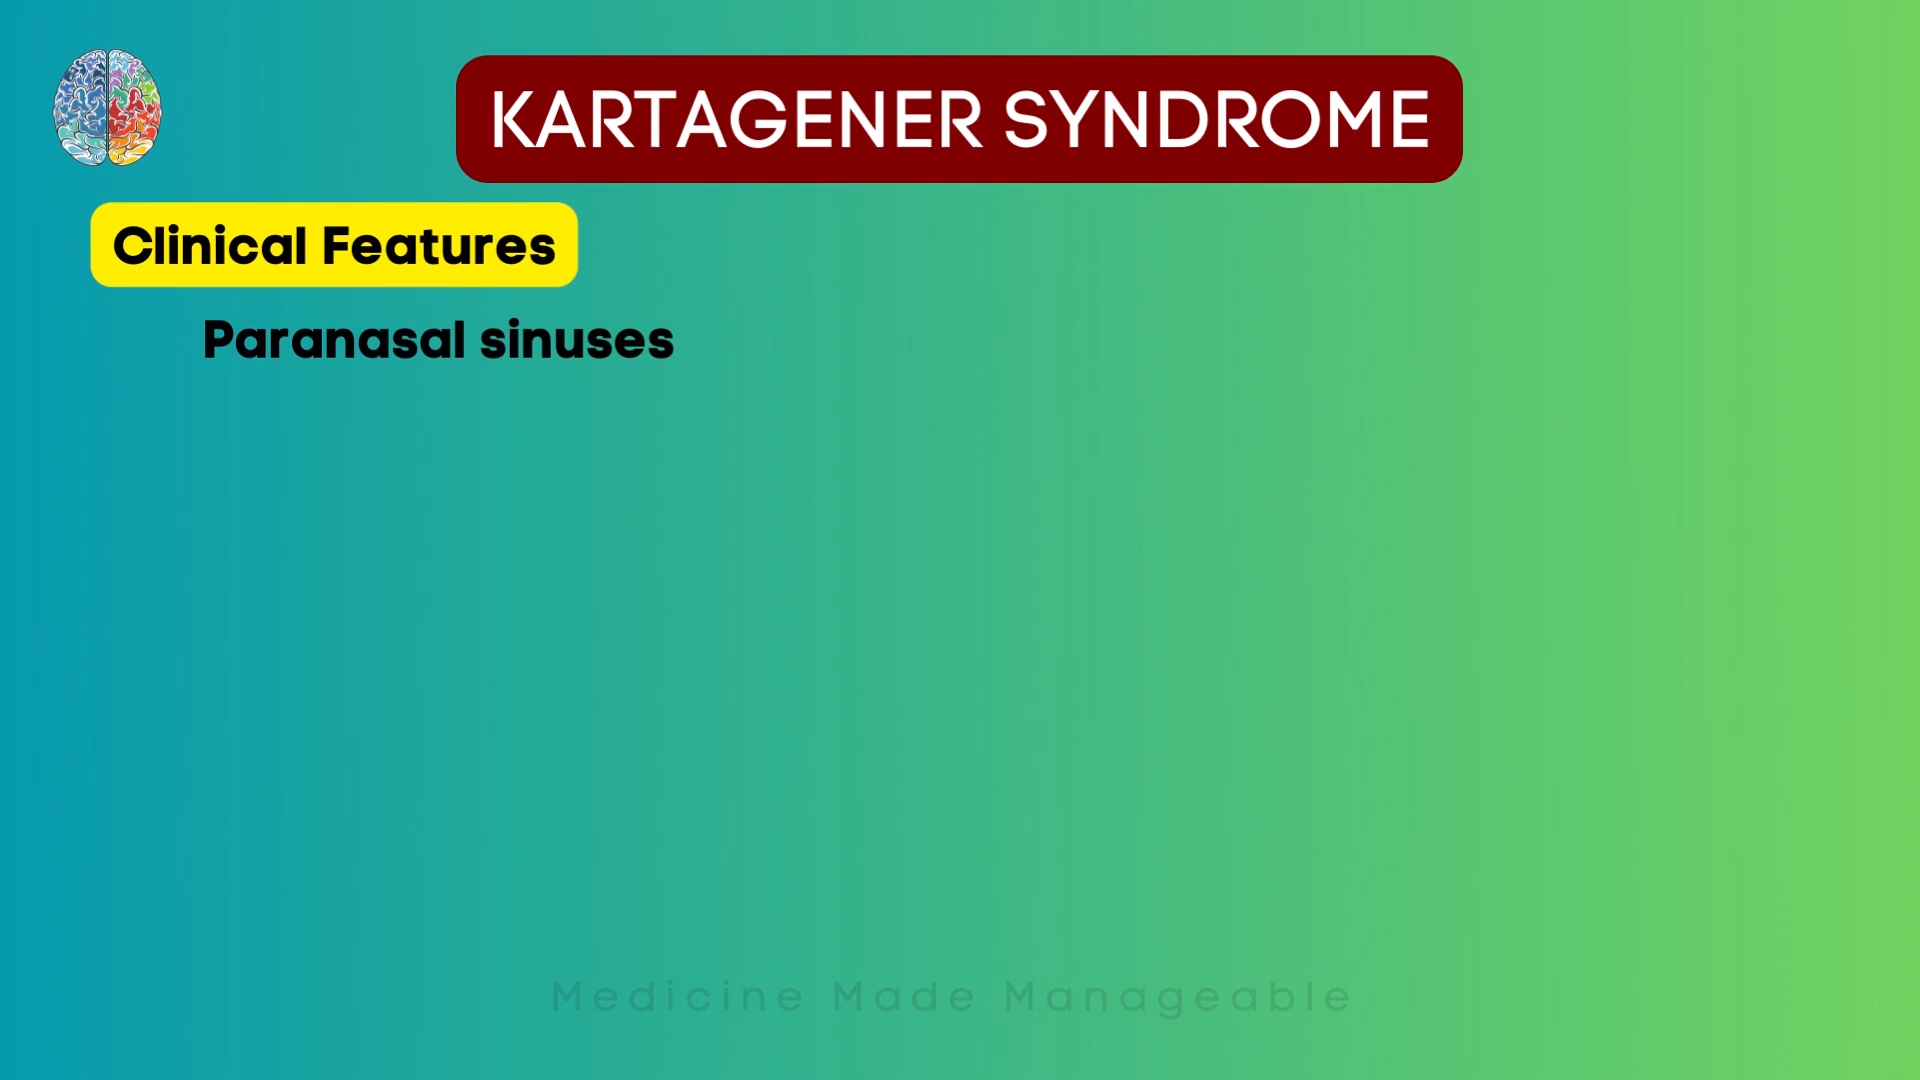 KARTAGENER SYNDROME
Clinical Features
Paranasal sinuses
Medicine Made Manageable